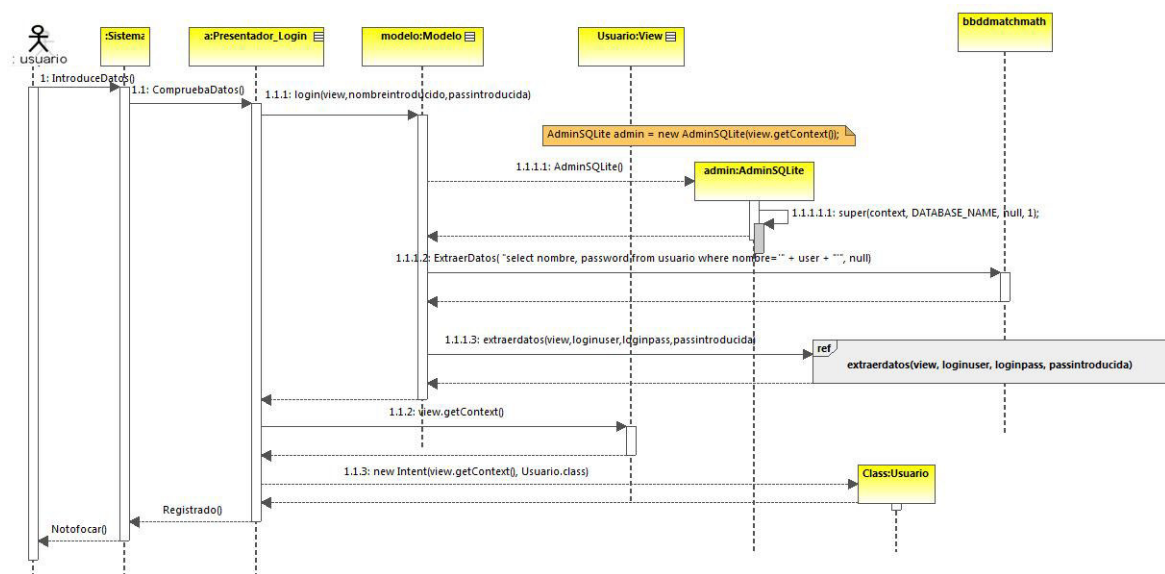 bbddmatchmath
:Sistema
a:Presentador_Login
modelo:Modelo
Usuario:View
: usuario
1: IntroduceDatos()
1.1: CompruebaDatos()
1.1.1: login(view,nombreintroducido,passintroducida)
AdminSQLite admin = new AdminSQLite(view.getContext());
1.1.1.1: AdminSQLite()
admin:AdminSQLite
1.1.1.1.1: super(context, DATABASE_NAME, null, 1);
1.1.1.2: ExtraerDatos( "select nombre, password from usuario where nombre='" + user + "'", null)
1.1.1.3: extraerdatos(view,loginuser,loginpass,passintroducida)
ref
extraerdatos(view, loginuser, loginpass, passintroducida)
1.1.2: view.getContext()
1.1.3: new Intent(view.getContext(), Usuario.class)
Class:Usuario
Registrado()
Notofocar()